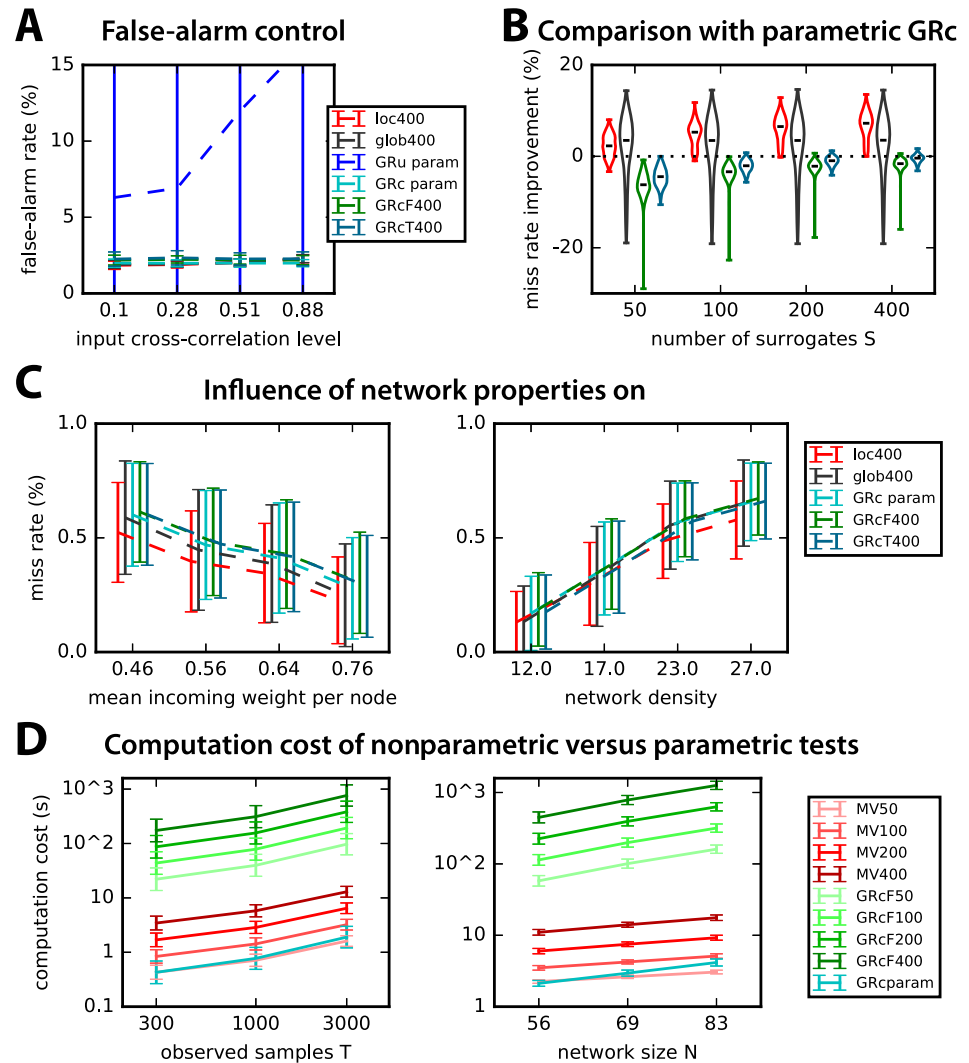 A
False-alarm control
false-alarm rate (%)
15
10
5
0
0.1 0.28 0.51 0.88
input cross-correlation level
loc400
glob400
GRu param
GRc param
GRcF400
GRcT400
B
Comparison with parametric GRc
miss rate improvement (%)
20
0
-20
50 100 200 400
number of surrogates S
C
Influence of network properties on
miss rate (%)
1.0
0.5
0.0
0.46 0.56 0.64 0.76
mean incoming weight per node
1.0
0.5
0.0
12.0 17.0 23.0 27.0
network density
loc400
glob400
GRc param
GRcF400
GRcT400
D
Computation cost of nonparametric versus parametric tests
computation cost (s)
10^3
10^2
10
1
0.1
300 1000 3000
observed samples T
10^3
10^2
10
1
56 69 83
network size N
MV50
MV100
MV200
MV400
GRcF50
GRcF100
GRcF200
GRcF400
GRcparam